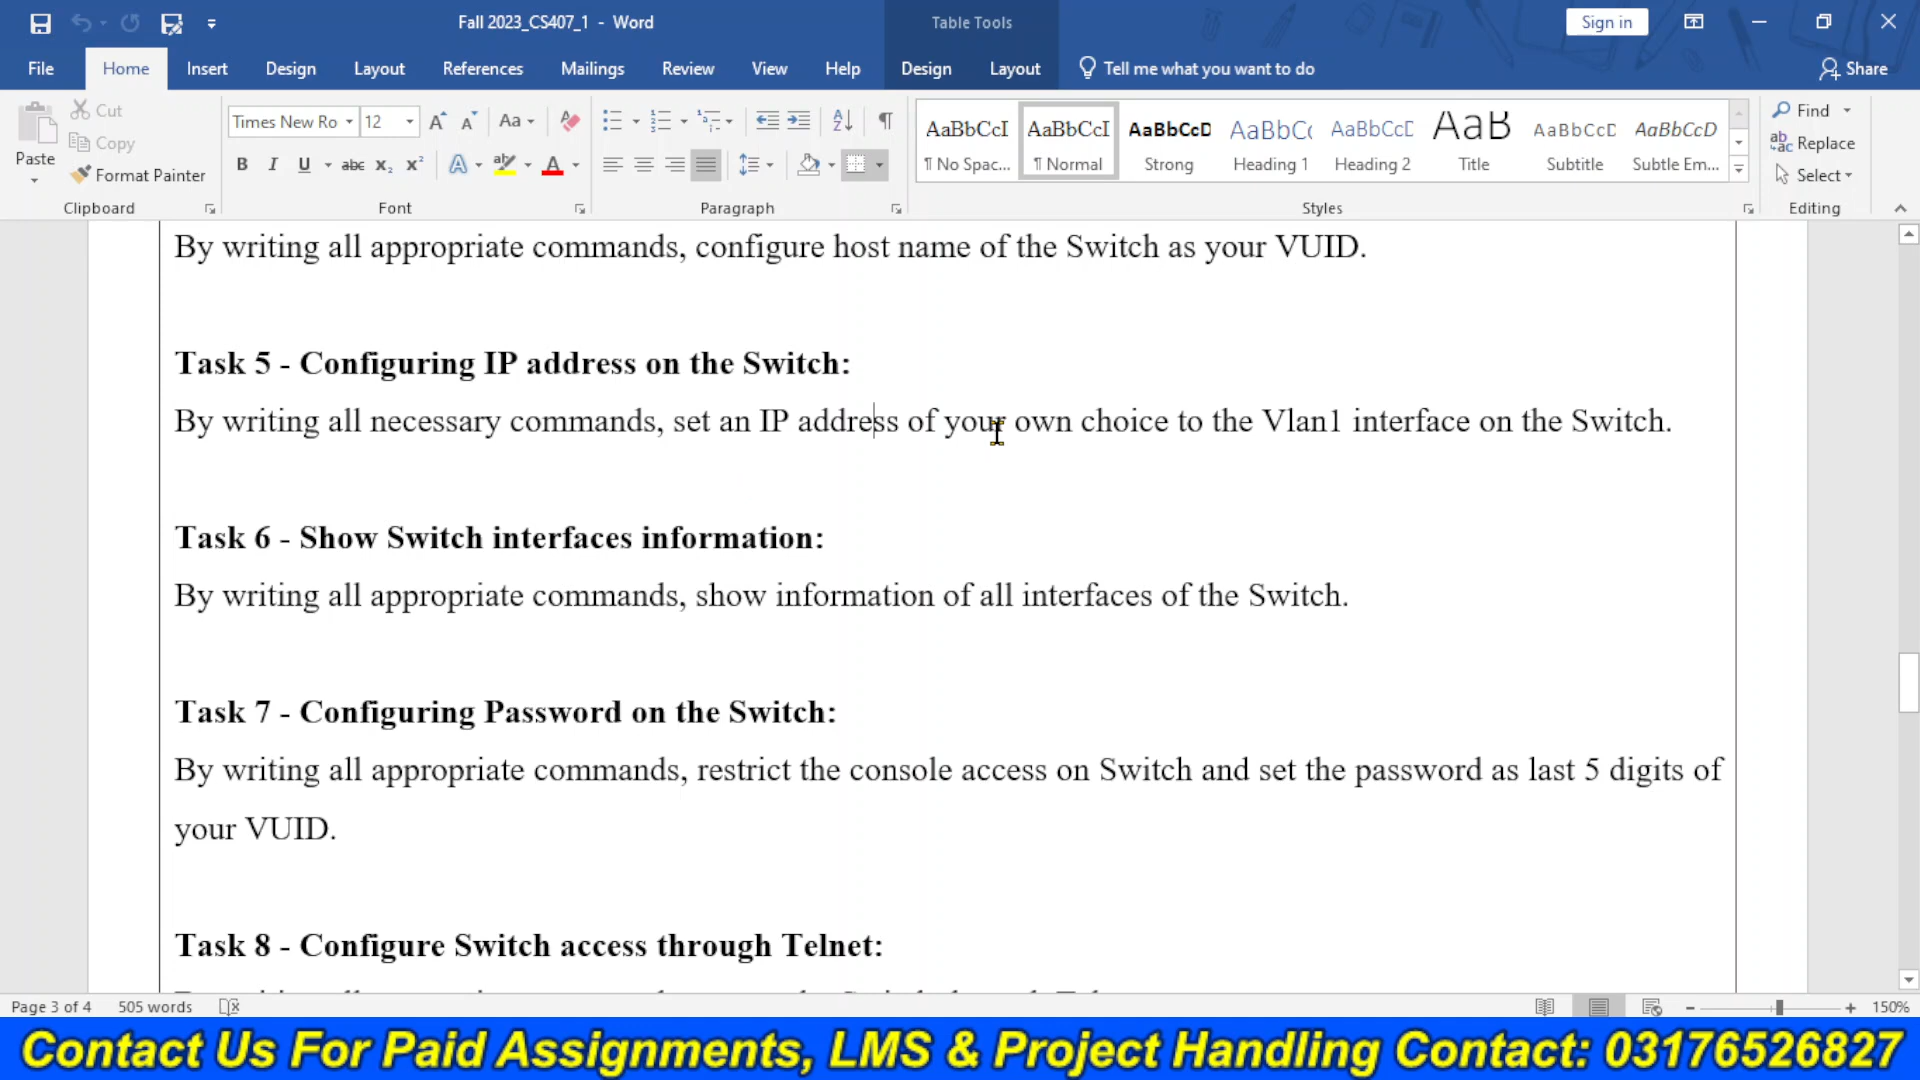 Fall 2023_CS407_1 - Word
Table Tools
Sign in
File
Home
Insert
Design
Layout
References
Mailings
Review
View
Help
Design
Layout
Tell me what you want to do
Share
Paste
Cut
Copy
Format Painter
Clipboard
Times New Ro
12
Aa
B I U abc x₂ x²
A
Font
Paragraph
AaBbCcI
AaBbCcI
AaBbCcD
AaBbCc
AaBbCcD
AaB
AaBbCcD
AaBbCcD
¶ No Spac...
¶ Normal
Strong
Heading 1
Heading 2
Title
Subtitle
Subtle Em...
Styles
Find
Replace
Select
Editing
By writing all appropriate commands, configure host name of the Switch as your VUID.
Task 5 - Configuring IP address on the Switch:
By writing all necessary commands, set an IP address of your own choice to the Vlan1 interface on the Switch.
Task 6 - Show Switch interfaces information:
By writing all appropriate commands, show information of all interfaces of the Switch.
Task 7 - Configuring Password on the Switch:
By writing all appropriate commands, restrict the console access on Switch and set the password as last 5 digits of
your VUID.
Task 8 - Configure Switch access through Telnet:
Page 3 of 4
505 words
150%
Contact Us For Paid Assignments, LMS & Project Handling Contact: 03176526827